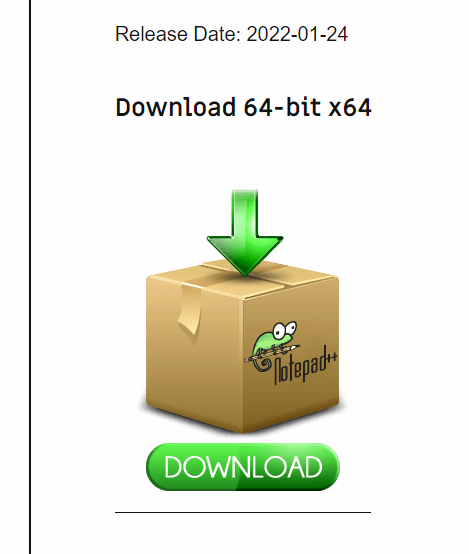 Release Date: 2022-01-24
Download 64-bit x64
Notepad++
DOWNLOAD